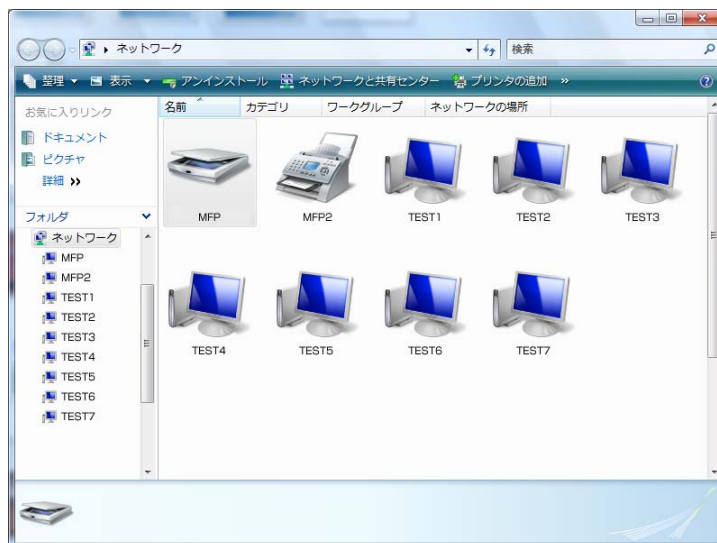 ネットワーク
検索
整理 表示 アンインストール ネットワークと共有センター プリンタの追加 »
お気に入りリンク
ドキュメント
ピクチャ
詳細 »
フォルダ
ネットワーク
MFP
MFP2
TEST1
TEST2
TEST3
TEST4
TEST5
TEST6
TEST7
名前 カテゴリ ワークグループ ネットワークの場所
MFP MFP2 TEST1 TEST2 TEST3
TEST4 TEST5 TEST6 TEST7